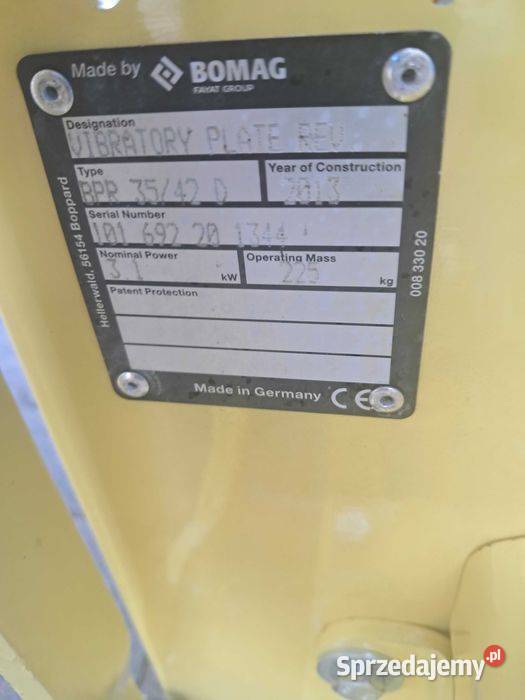 Made by BOMAG
FAYAT GROUP
Designation
VIBRATORY PLATE REV.
Type
BPR 35/42 D
Year of Construction
2013
Serial Number
101 692 20 1344
Nominal Power
3.1 kW
Operating Mass
225 kg
Patent Protection
Made in Germany CE
Hellerwald, 56154 Boppard
008 330 20
Sprzedajemy.pl